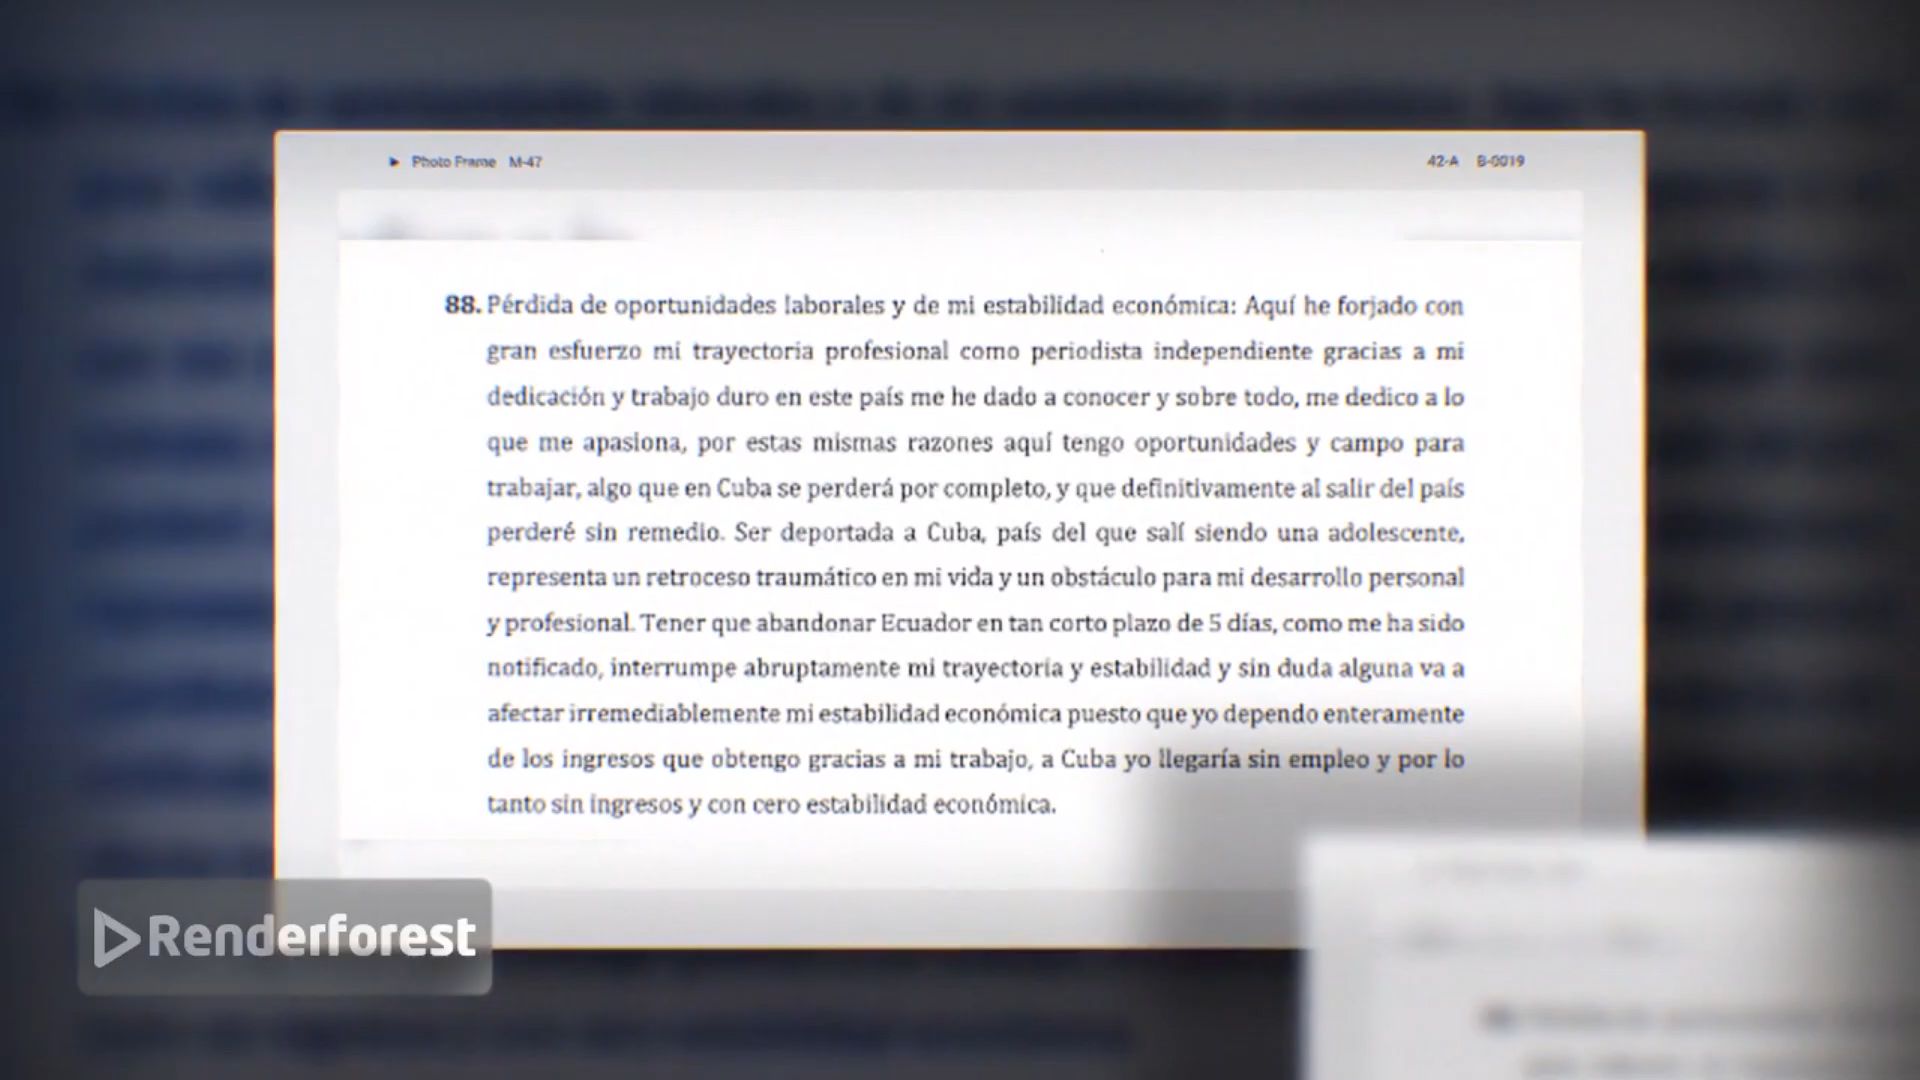 ▶ Photo Frame M-47
42-A B-0019
88. Pérdida de oportunidades laborales y de mi estabilidad económica: Aquí he forjado con
gran esfuerzo mi trayectoria profesional como periodista independiente gracias a mi
dedicación y trabajo duro en este país me he dado a conocer y sobre todo, me dedico a lo
que me apasiona, por estas mismas razones aquí tengo oportunidades y campo para
trabajar, algo que en Cuba se perderá por completo, y que definitivamente al salir del país
perderé sin remedio. Ser deportada a Cuba, país del que salí siendo una adolescente,
representa un retroceso traumático en mi vida y un obstáculo para mi desarrollo personal
y profesional. Tener que abandonar Ecuador en tan corto plazo de 5 días, como me ha sido
notificado, interrumpe abruptamente mi trayectoria y estabilidad y sin duda alguna va a
afectar irremediablemente mi estabilidad económica puesto que yo dependo enteramente
de los ingresos que obtengo gracias a mi trabajo, a Cuba yo llegaría sin empleo y por lo
tanto sin ingresos y con cero estabilidad económica.
Renderforest